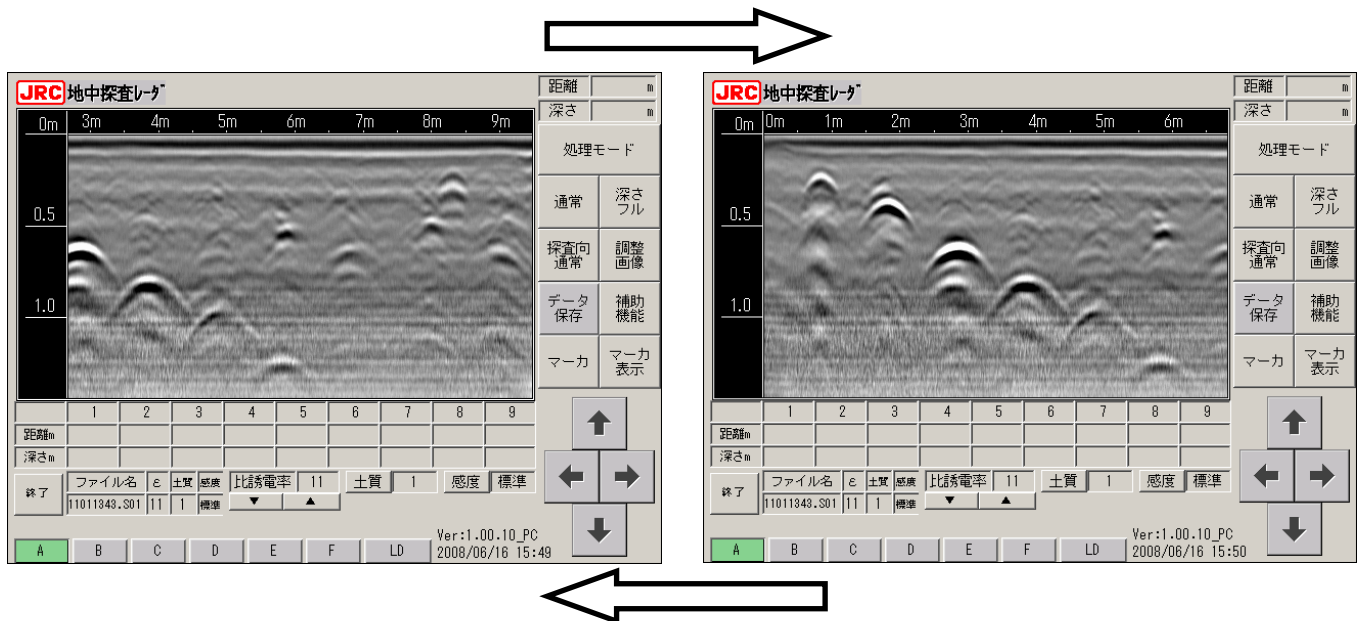 JRC 地中探査ﾚｰﾀﾞ
距離 m
深さ m
0m 3m 4m 5m 6m 7m 8m 9m
0.5
1.0
処理モード
通常 深さフル
探査向通常 調整画像
データ保存 補助機能
マーカ マーカ表示
1 2 3 4 5 6 7 8 9
距離m
深さm
終了 ファイル名 ε 土質 感度 比誘電率 11 土質 1 感度 標準
11011343.S01 11 1 標準 ▼ ▲
Ver:1.00.10_PC
A B C D E F LD 2008/06/16 15:49
JRC 地中探査ﾚｰﾀﾞ
距離 m
深さ m
0m 0m 1m 2m 3m 4m 5m 6m
0.5
1.0
処理モード
通常 深さフル
探査向通常 調整画像
データ保存 補助機能
マーカ マーカ表示
1 2 3 4 5 6 7 8 9
距離m
深さm
終了 ファイル名 ε 土質 感度 比誘電率 11 土質 1 感度 標準
11011343.S01 11 1 標準 ▼ ▲
Ver:1.00.10_PC
A B C D E F LD 2008/06/16 15:50